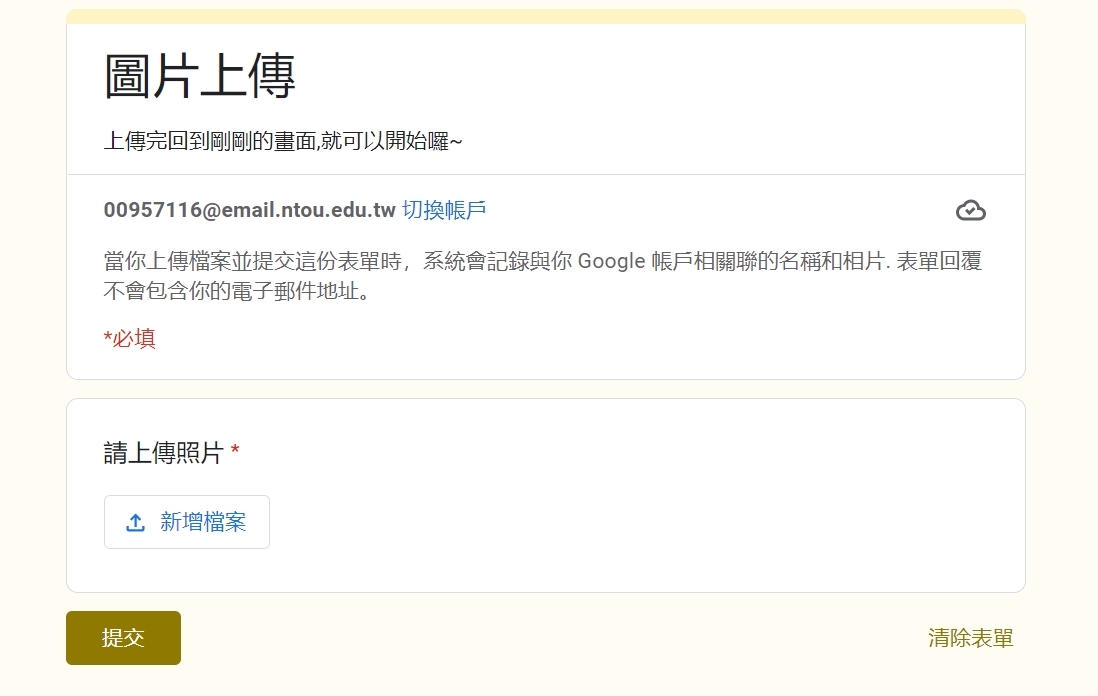 圖片上傳
上傳完回到剛剛的畫面,就可以開始囉~
00957116@email.ntou.edu.tw 切換帳戶
當你上傳檔案並提交這份表單時，系統會記錄與你 Google 帳戶相關聯的名稱和相片. 表單回覆
不會包含你的電子郵件地址。
*必填
請上傳照片 *
新增檔案
提交
清除表單